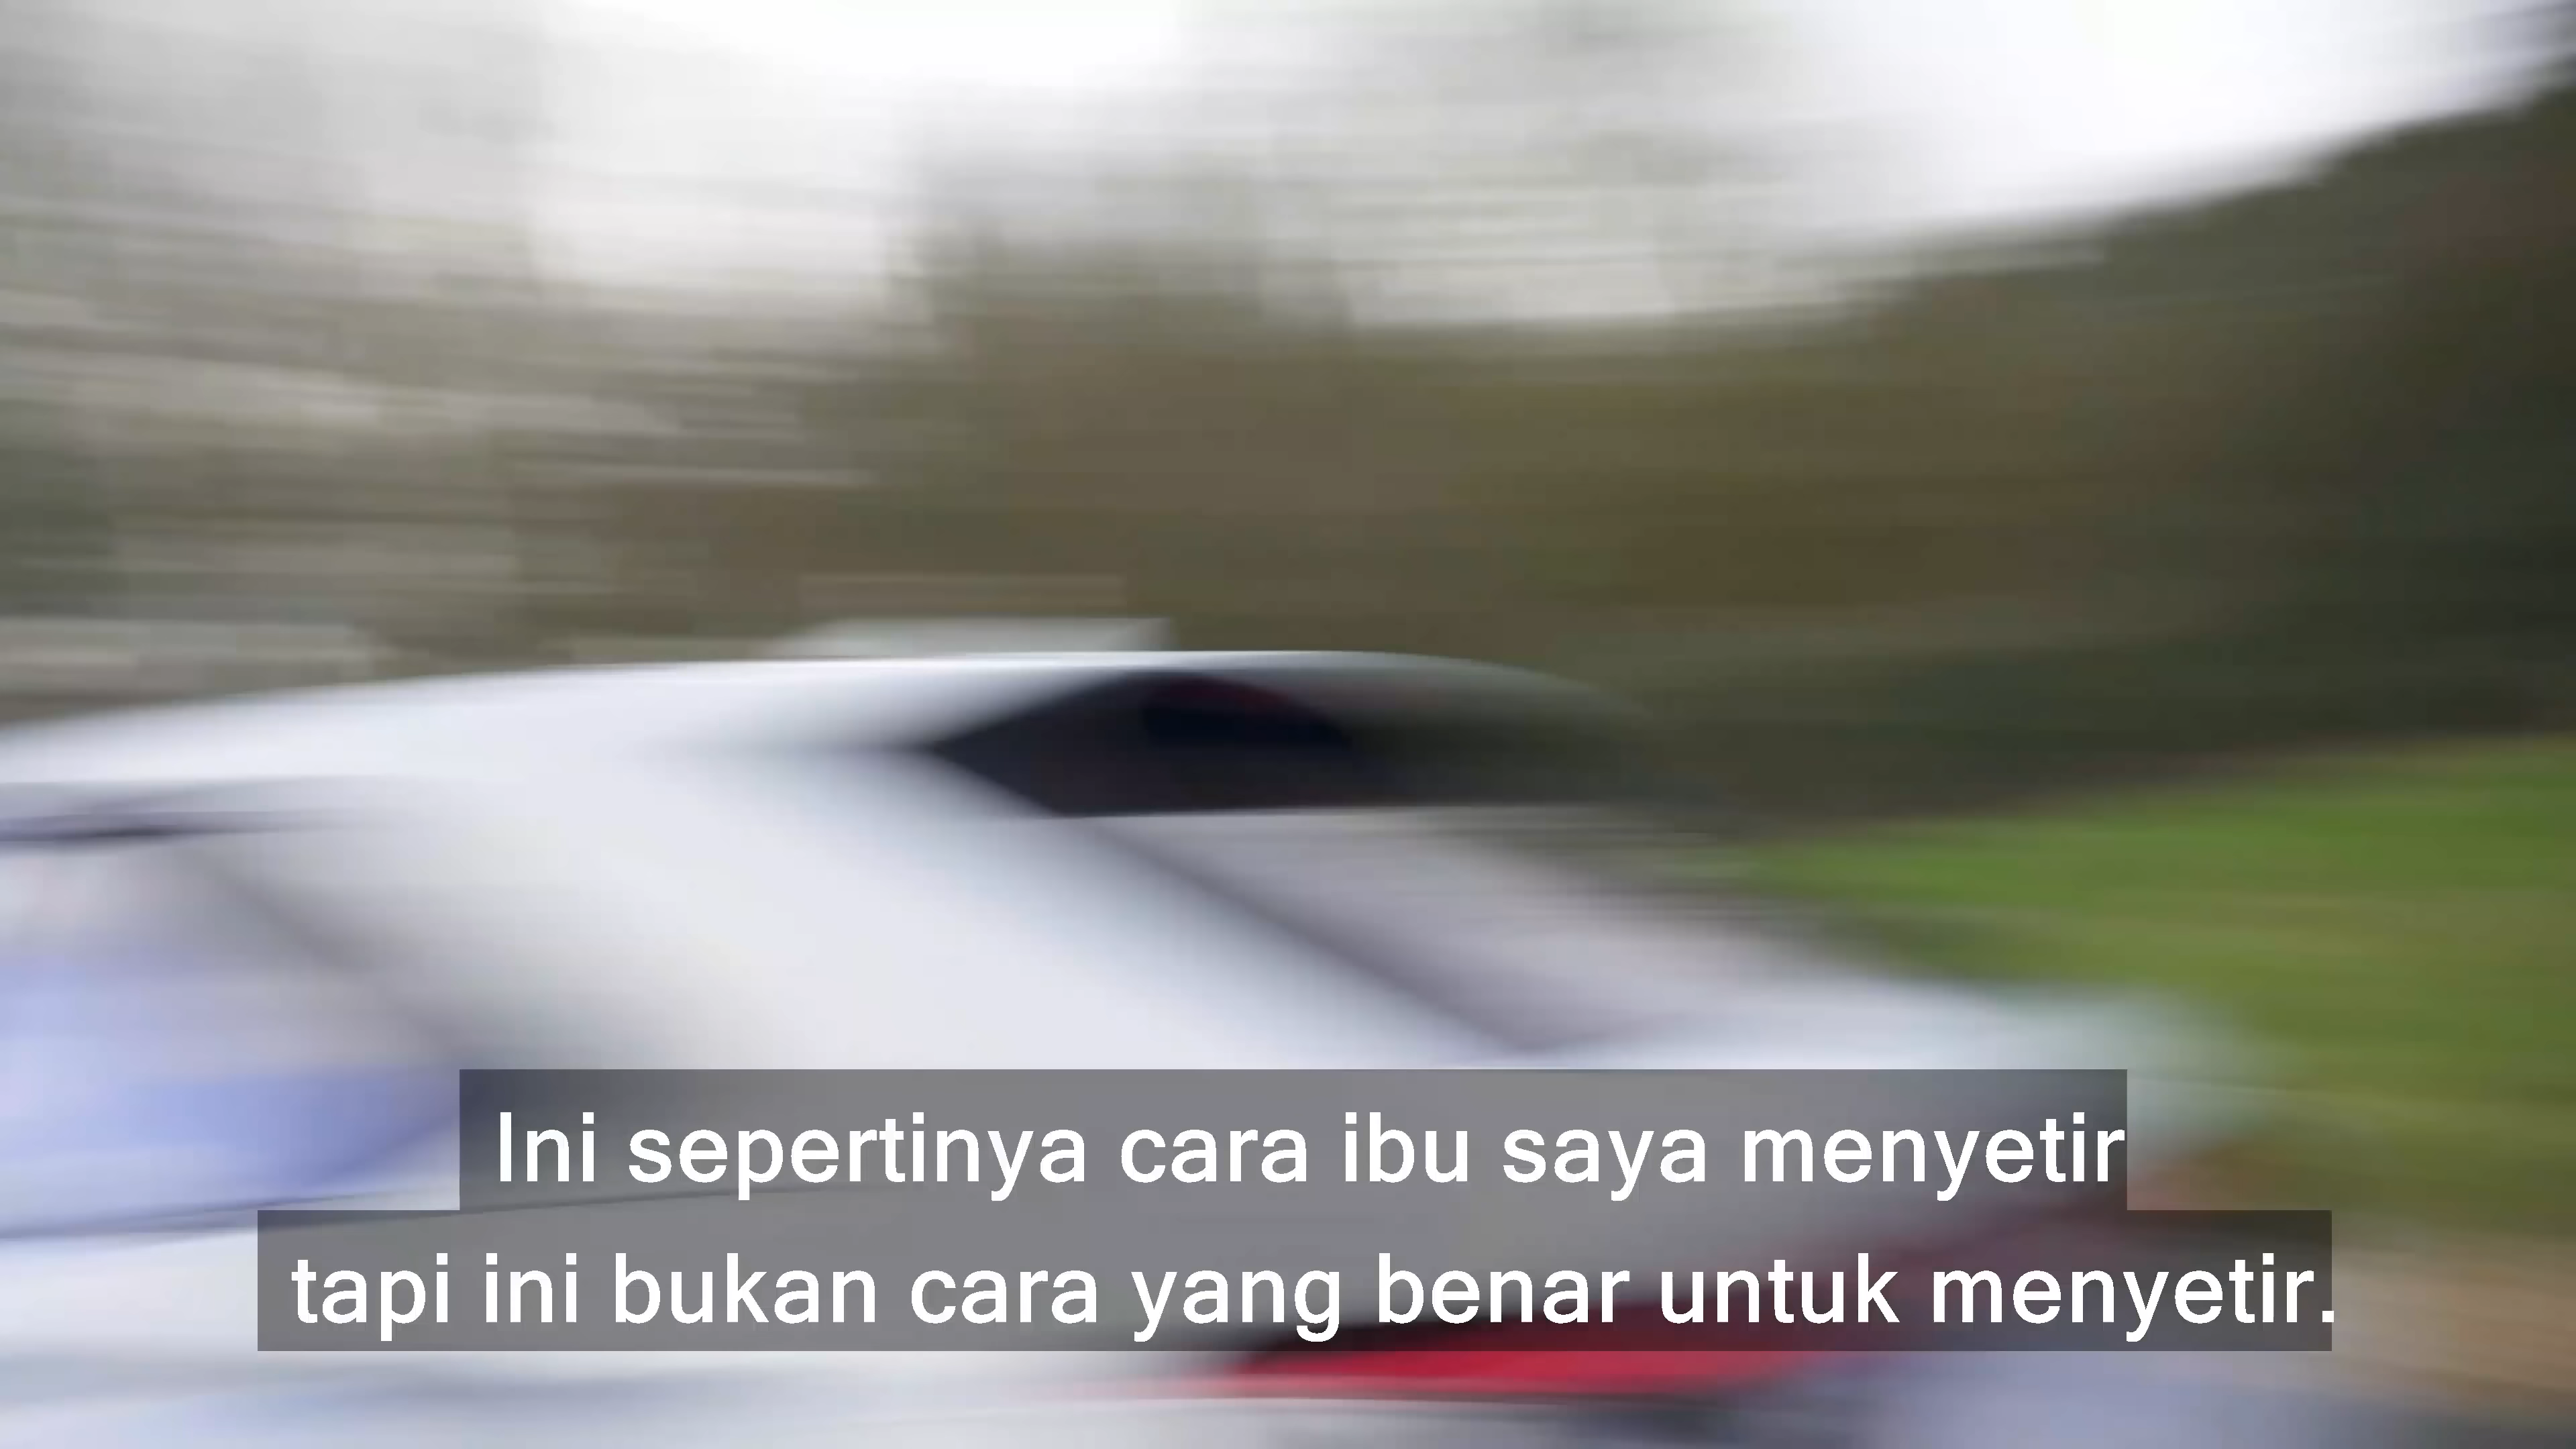 Ini sepertinya cara ibu saya menyetir
tapi ini bukan cara yang benar untuk menyetir.